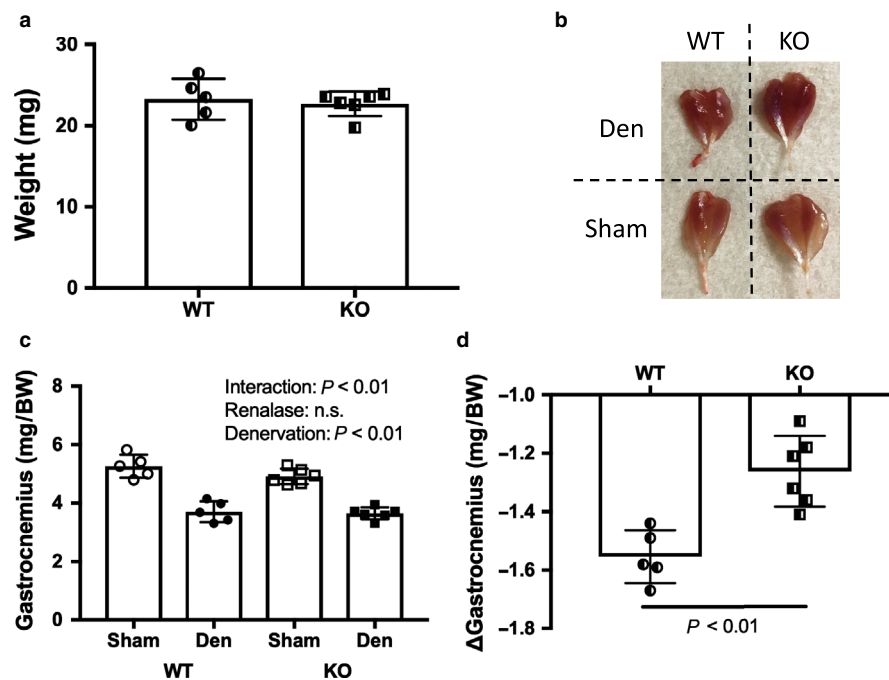 a
Weight (mg)
30
20
10
0
WT
KO
b
WT
KO
Den
Sham
c
Gastrocnemius (mg/BW)
8
6
4
2
0
Interaction: P < 0.01
Renalase: n.s.
Denervation: P < 0.01
Sham
Den
Sham
Den
WT
KO
d
ΔGastrocnemius (mg/BW)
WT
KO
−1.0
−1.2
−1.4
−1.6
−1.8
P < 0.01